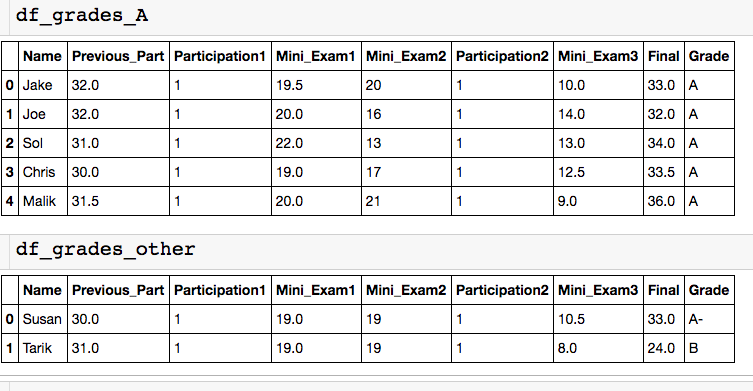 df_grades_A
Name Previous_Part Participation1 Mini_Exam1 Mini_Exam2 Participation2 Mini_Exam3 Final Grade
0 Jake 32.0 1 19.5 20 1 10.0 33.0 A
1 Joe 32.0 1 20.0 16 1 14.0 32.0 A
2 Sol 31.0 1 22.0 13 1 13.0 34.0 A
3 Chris 30.0 1 19.0 17 1 12.5 33.5 A
4 Malik 31.5 1 20.0 21 1 9.0 36.0 A
df_grades_other
Name Previous_Part Participation1 Mini_Exam1 Mini_Exam2 Participation2 Mini_Exam3 Final Grade
0 Susan 30.0 1 19.0 19 1 10.5 33.0 A-
1 Tarik 31.0 1 19.0 19 1 8.0 24.0 B